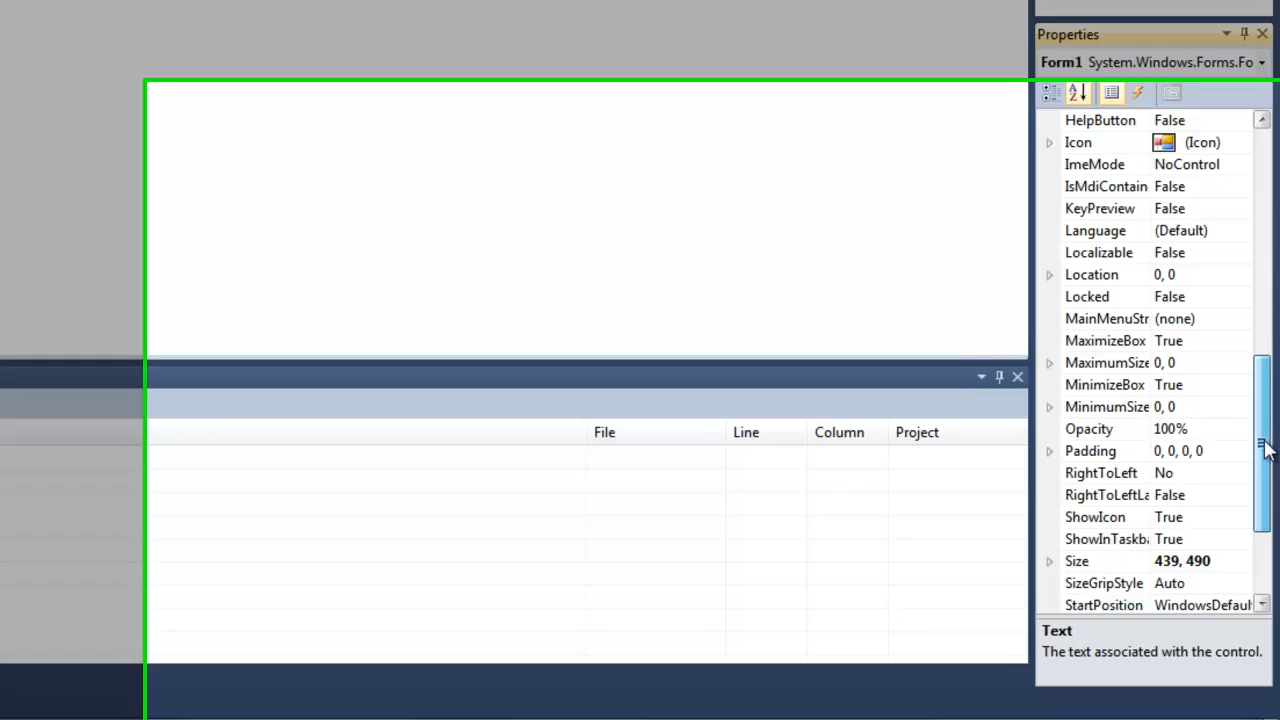 Properties
Form1 System.Windows.Forms.Fo
HelpButton False
Icon (Icon)
ImeMode NoControl
IsMdiContain False
KeyPreview False
Language (Default)
Localizable False
Location 0, 0
Locked False
MainMenuStr (none)
MaximizeBox True
MaximumSize 0, 0
MinimizeBox True
MinimumSize 0, 0
Opacity 100%
Padding 0, 0, 0, 0
RightToLeft No
RightToLeftLa False
ShowIcon True
ShowInTaskba True
Size 439, 490
SizeGripStyle Auto
StartPosition WindowsDefaul
Text
The text associated with the control.
File Line Column Project